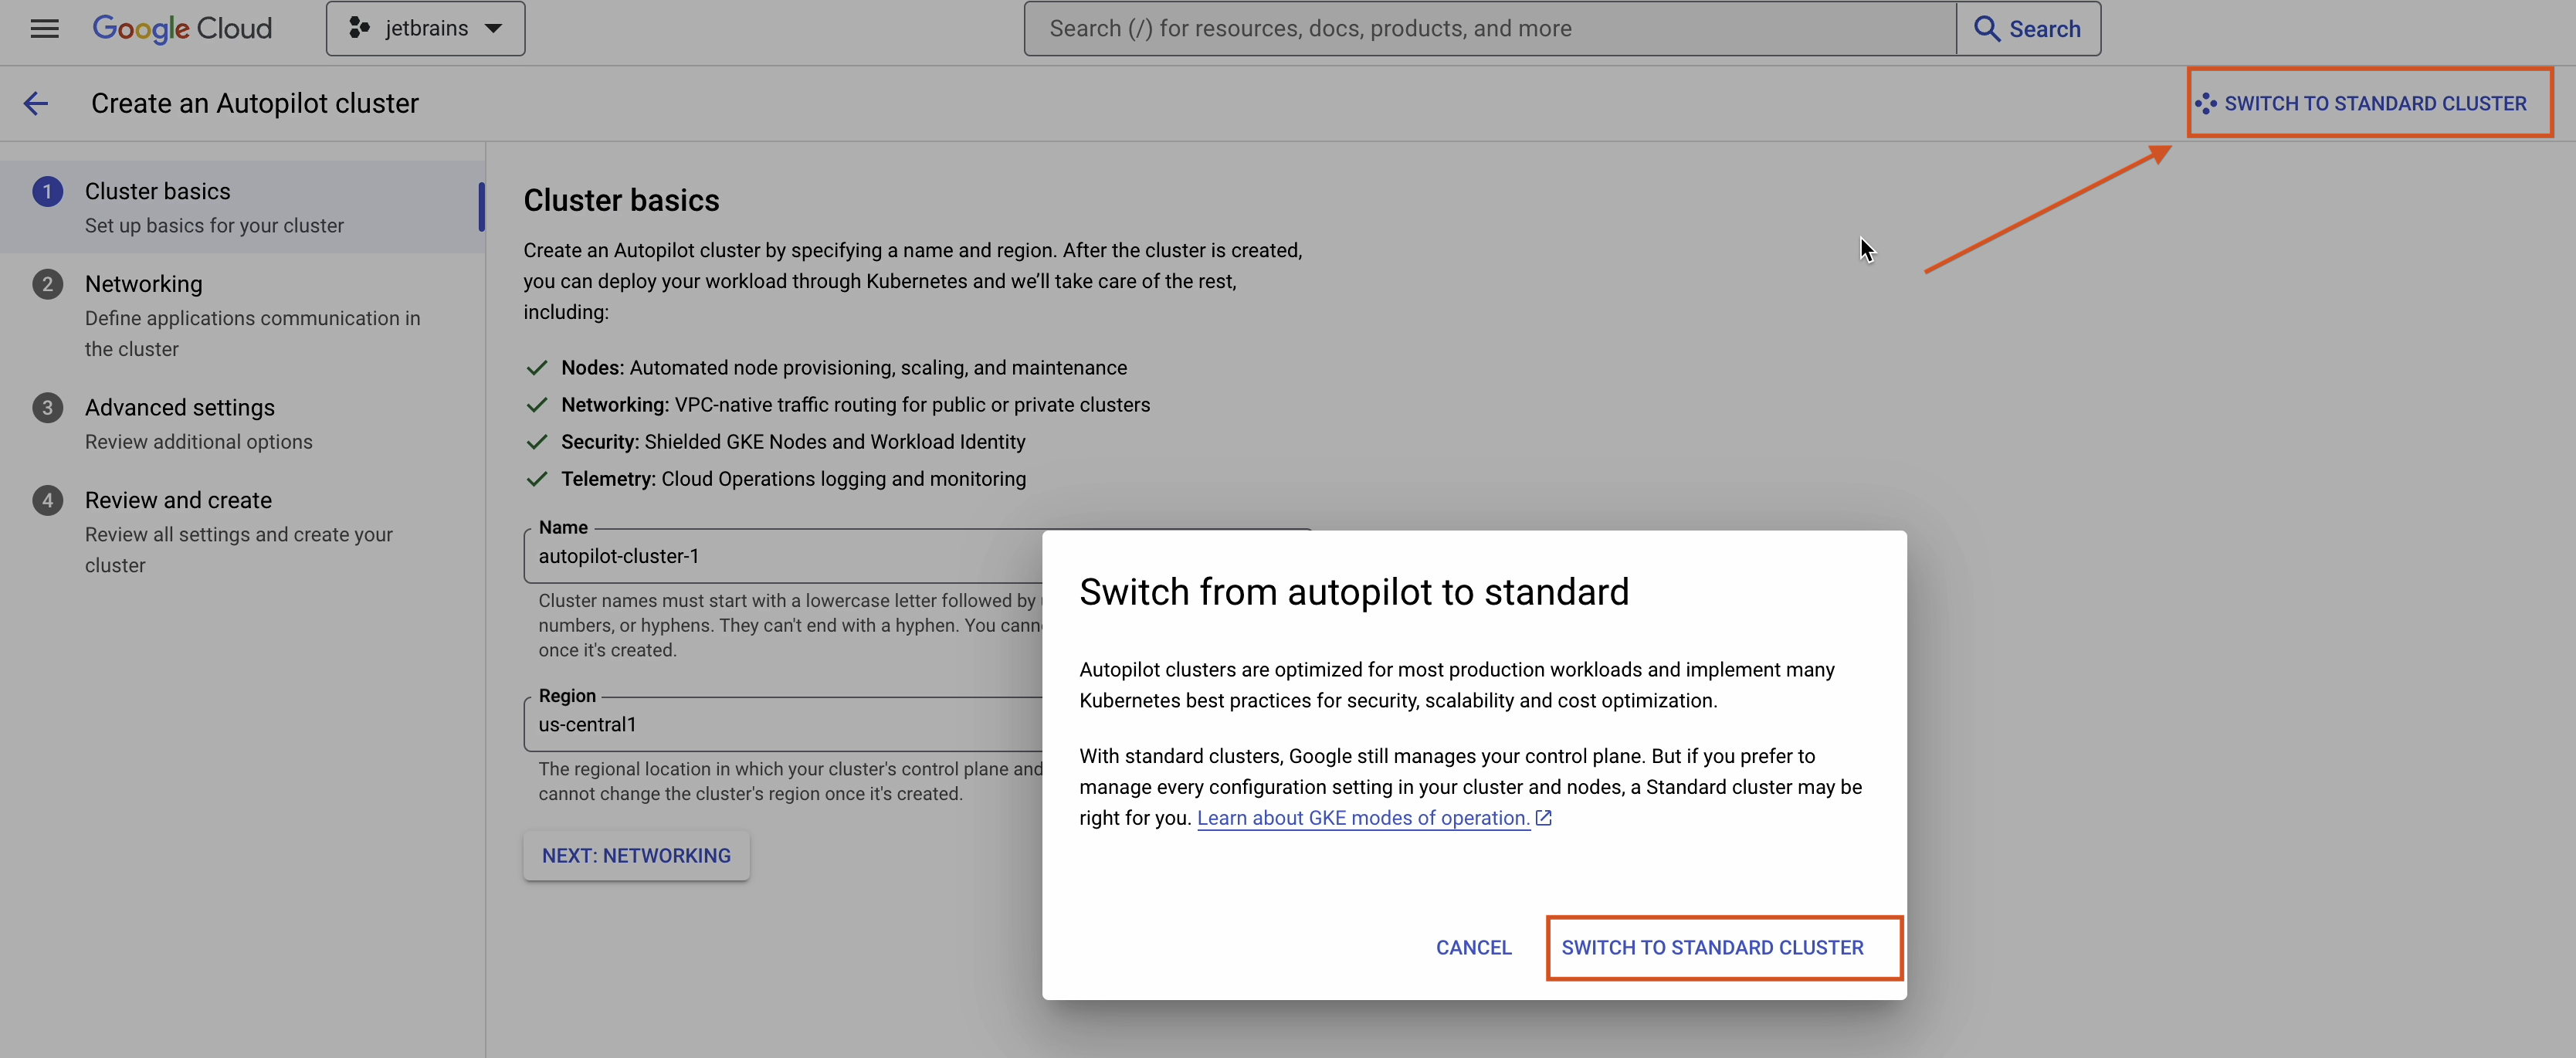 Google Cloud
jetbrains
Search (/) for resources, docs, products, and more
Search
Create an Autopilot cluster
SWITCH TO STANDARD CLUSTER
1
Cluster basics
Set up basics for your cluster
2
Networking
Define applications communication in
the cluster
3
Advanced settings
Review additional options
4
Review and create
Review all settings and create your
cluster
Cluster basics
Create an Autopilot cluster by specifying a name and region. After the cluster is created,
you can deploy your workload through Kubernetes and we’ll take care of the rest,
including:
Nodes: Automated node provisioning, scaling, and maintenance
Networking: VPC-native traffic routing for public or private clusters
Security: Shielded GKE Nodes and Workload Identity
Telemetry: Cloud Operations logging and monitoring
Name
autopilot-cluster-1
Cluster names must start with a lowercase letter followed by
numbers, or hyphens. They can't end with a hyphen. You
once it's created.
Region
us-central1
The regional location in which your cluster's control plane and
cannot change the cluster's region once it's created.
NEXT: NETWORKING
Switch from autopilot to standard
Autopilot clusters are optimized for most production workloads and implement many
Kubernetes best practices for security, scalability and cost optimization.
With standard clusters, Google still manages your control plane. But if you prefer to
manage every configuration setting in your cluster and nodes, a Standard cluster may be
right for you. Learn about GKE modes of operation.
CANCEL
SWITCH TO STANDARD CLUSTER